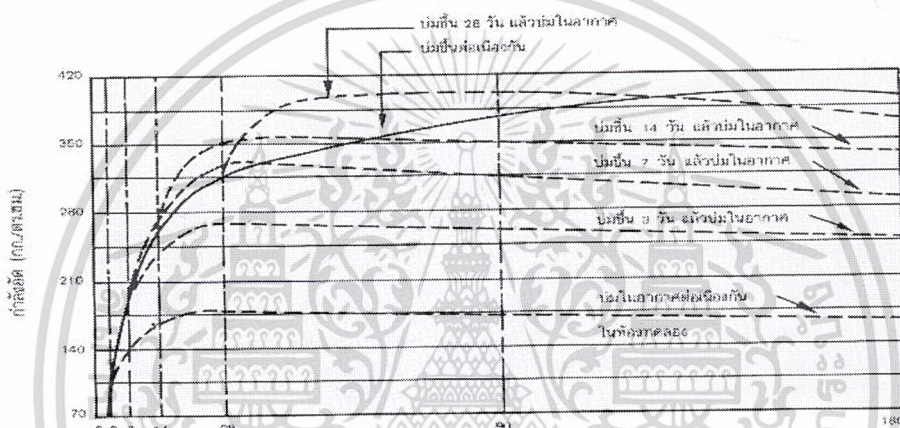 บ่มชื้น 28 วัน แล้วบ่มในอากาศ
บ่มชื้นต่อเนื่องกัน
420
350
280
210
140
70
กำลังอัด (กก./ตร.ซม.)
บ่มชื้น 14 วัน แล้วบ่มในอากาศ
บ่มชื้น 7 วัน แล้วบ่มในอากาศ
บ่มชื้น 3 วัน แล้วบ่มในอากาศ
บ่มในอากาศต่อเนื่องกัน
ในห้องทดลอง
14 28 91 180